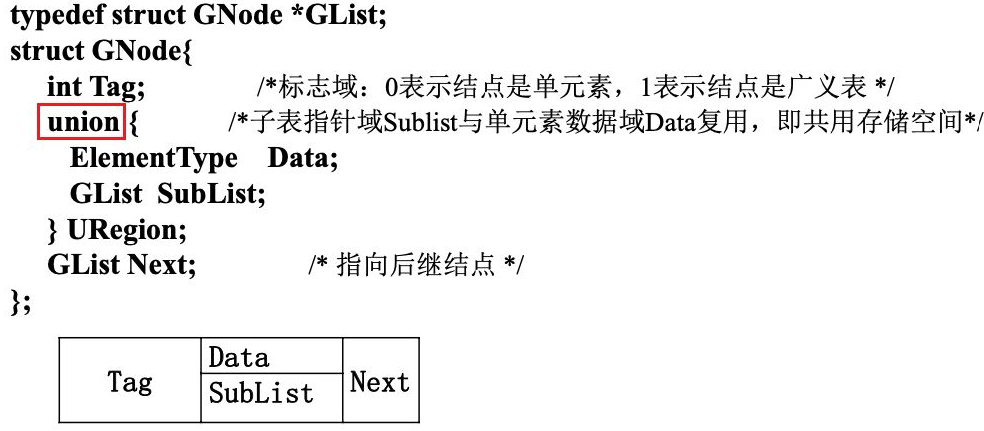 typedef struct GNode *GList;
struct GNode{
int Tag; /*标志域：0表示结点是单元素，1表示结点是广义表 */
union { /*子表指针域Sublist与单元素数据域Data复用，即共用存储空间*/
ElementType Data;
GList SubList;
} URegion;
GList Next; /* 指向后继结点 */
};
Tag
Data
SubList
Next